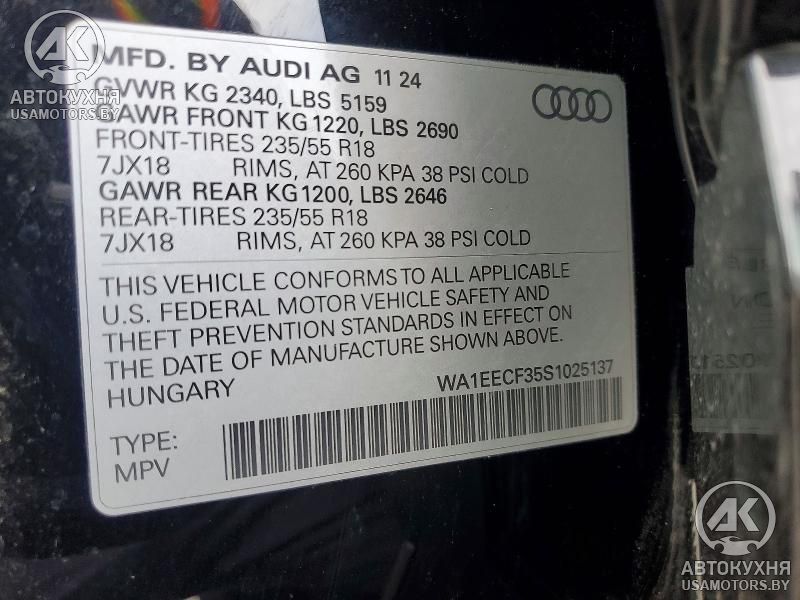 MFD. BY AUDI AG 11 24
GVWR KG 2340, LBS 5159
GAWR FRONT KG 1220, LBS 2690
FRONT-TIRES 235/55 R18
7JX18 RIMS, AT 260 KPA 38 PSI COLD
GAWR REAR KG 1200, LBS 2646
REAR-TIRES 235/55 R18
7JX18 RIMS, AT 260 KPA 38 PSI COLD
THIS VEHICLE CONFORMS TO ALL APPLICABLE
U.S. FEDERAL MOTOR VEHICLE SAFETY AND
THEFT PREVENTION STANDARDS IN EFFECT ON
THE DATE OF MANUFACTURE SHOWN ABOVE.
HUNGARY WA1EECF35S1025137
TYPE:
MPV
АК
АВТОКУХНЯ
USAMOTORS.BY
АК
АВТОКУХНЯ
USAMOTORS.BY